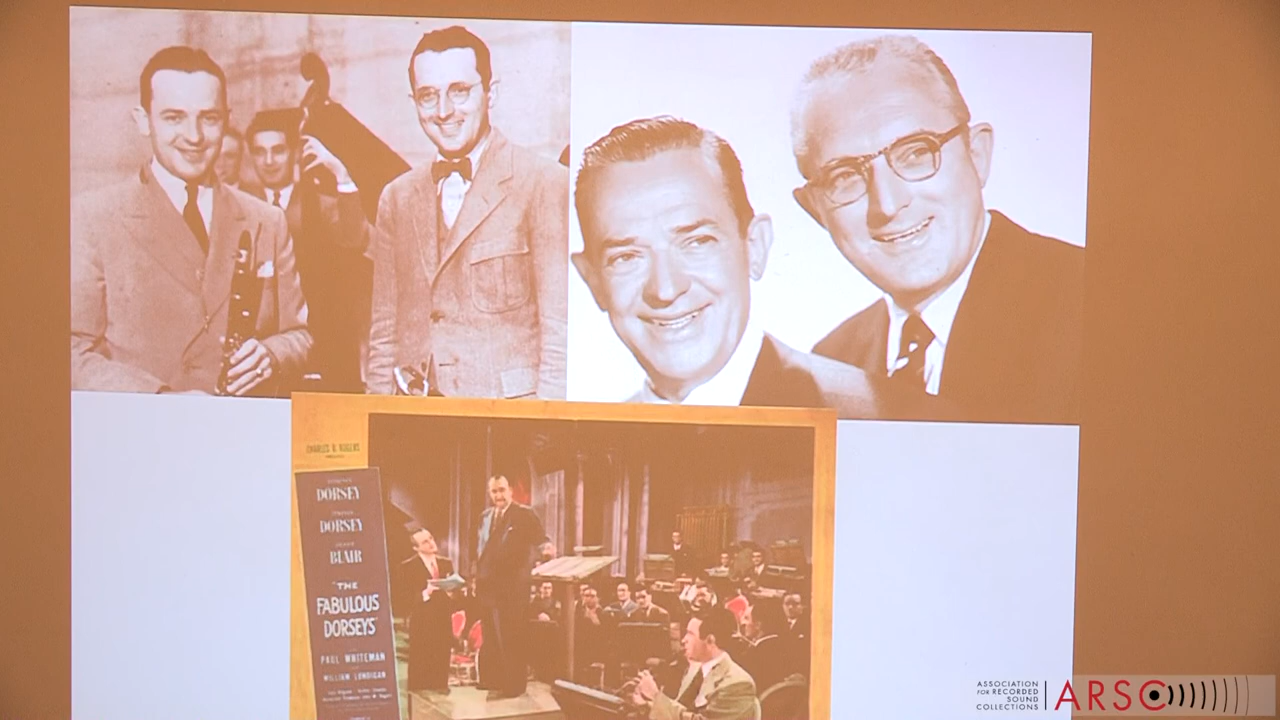 CHARLES R. ROGERS
DORSEY
DORSEY
BLAIR
"THE
FABULOUS
DORSEYS"
PAUL WHITEMAN
WILLIAM LUNDIGAN
ASSOCIATION
FOR RECORDED
SOUND
COLLECTIONS
ARSC